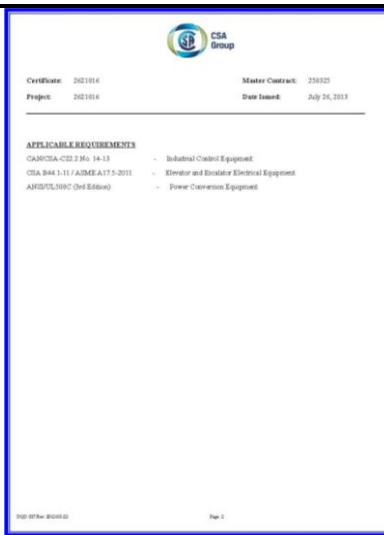 CSA
Group
Certificate: 2621016 Master Contract: 250325
Project: 2621016 Date Issued: July 26, 2013
APPLICABLE REQUIREMENTS
CAN/CSA-C22.2 No. 14-13 - Industrial Control Equipment
CSA B44.1-11 / ASME A17.5-2011 - Elevator and Escalator Electrical Equipment
ANSI/UL 508C (3rd Edition) - Power Conversion Equipment
Page 2